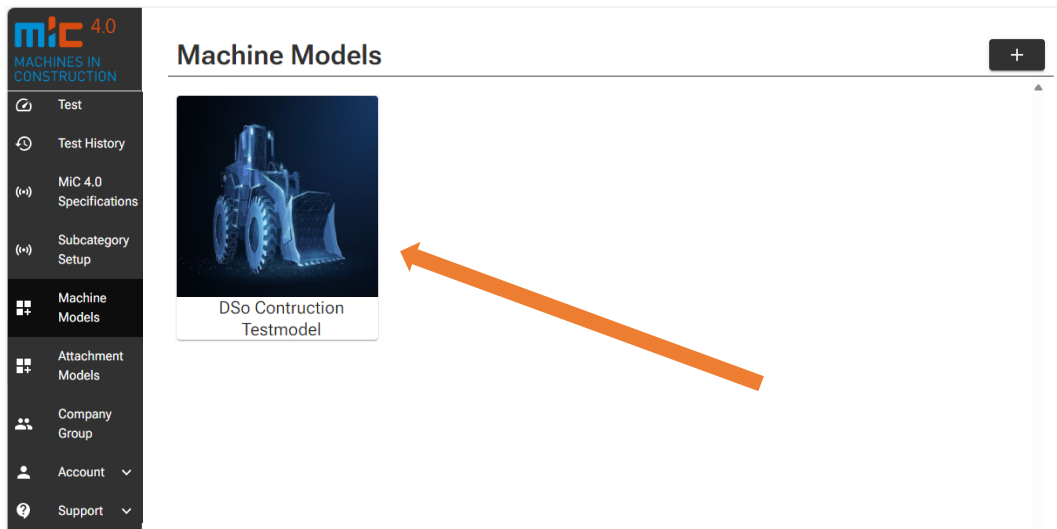 mic 4.0
MACHINES IN
CONSTRUCTION
Test
Test History
MiC 4.0
Specifications
Subcategory
Setup
Machine
Models
Attachment
Models
Company
Group
Account
Support
Machine Models
+
DSo Contruction
Testmodel